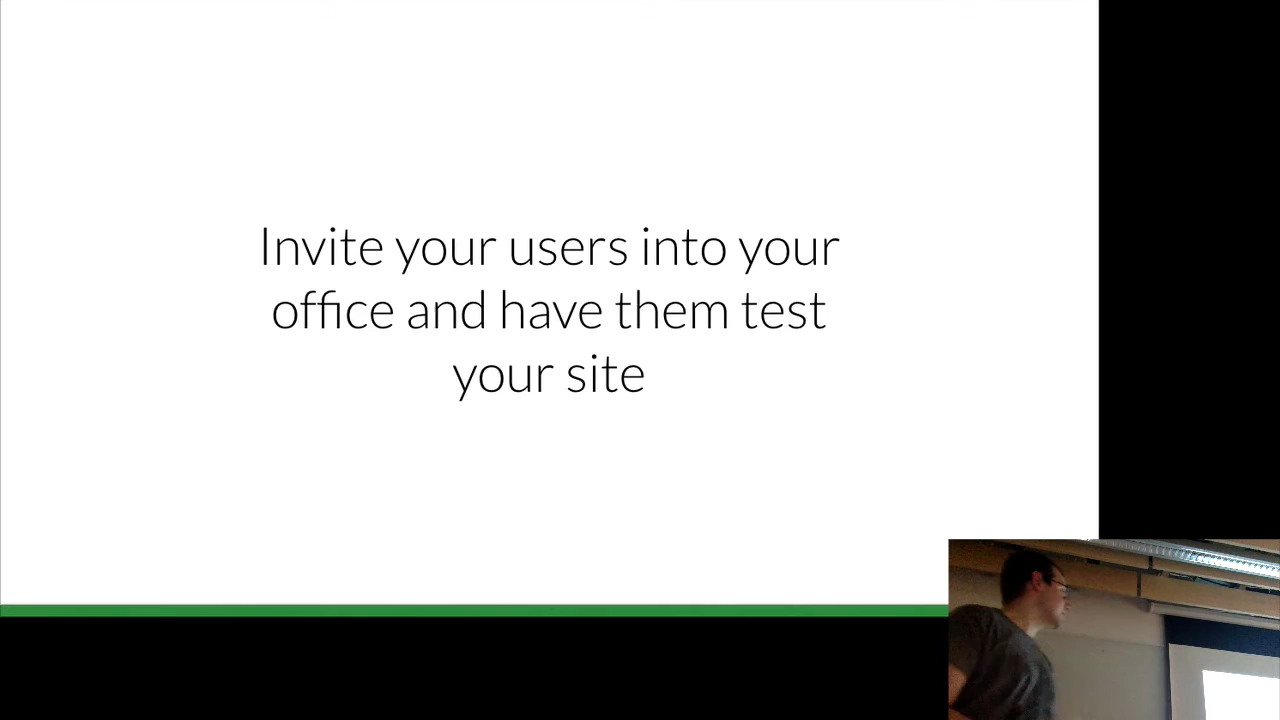 Invite your users into your
office and have them test
your site